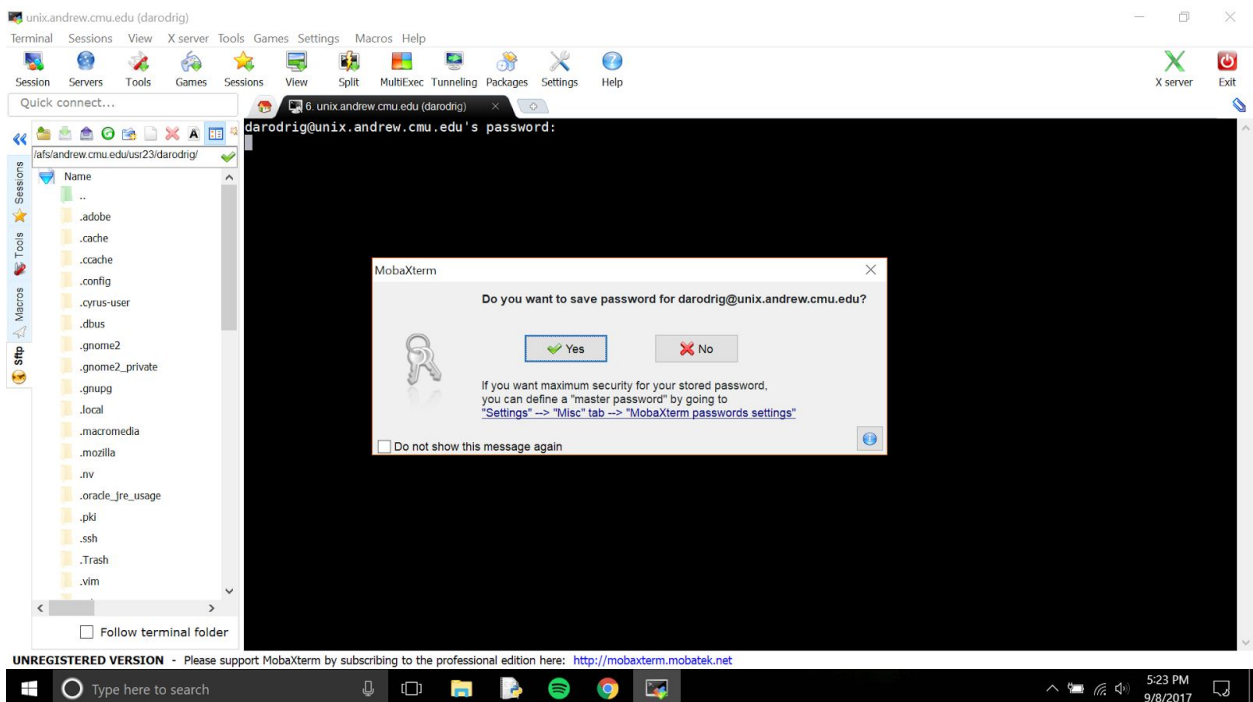 unix.andrew.cmu.edu (darodrig)
Terminal Sessions View X server Tools Games Settings Macros Help
Session Servers Tools Games Sessions View Split MultiExec Tunneling Packages Settings Help X server Exit
Quick connect...
6. unix.andrew.cmu.edu (darodrig)
/afs/andrew.cmu.edu/usr23/darodrig/
Name
..
.adobe
.cache
.ccache
.config
.cyrus-user
.dbus
.gnome2
.gnome2_private
.gnupg
.local
.macromedia
.mozilla
.nv
.oracle_jre_usage
.pki
.ssh
.Trash
.vim
Follow terminal folder
Sessions
Tools
Macros
Sftp
darodrig@unix.andrew.cmu.edu's password:
MobaXterm
Do you want to save password for darodrig@unix.andrew.cmu.edu?
Yes No
If you want maximum security for your stored password,
you can define a "master password" by going to
"Settings" --> "Misc" tab --> "MobaXterm passwords settings"
Do not show this message again
UNREGISTERED VERSION - Please support MobaXterm by subscribing to the professional edition here: http://mobaxterm.mobatek.net
Type here to search
5:23 PM
9/8/2017